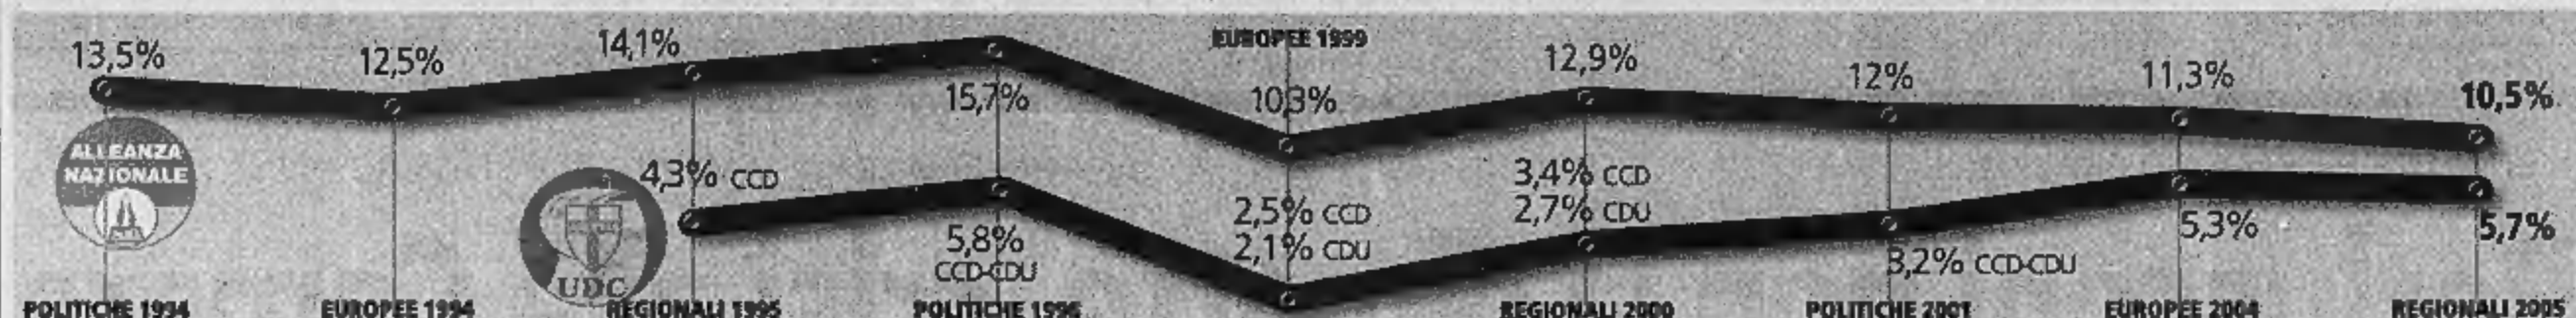 EUROPEE 1999
13,5%
12,5%
14,1%
15,7%
10,3%
12,9%
12%
11,3%
10,5%
ALLEANZA
NAZIONALE
UDC
4,3% CCD
5,8%
CCD-CDU
2,5% CCD
2,1% CDU
3,4% CCD
2,7% CDU
3,2% CCD-CDU
5,3%
5,7%
POLITICHE 1994
EUROPEE 1994
REGIONALI 1995
POLITICHE 1996
REGIONALI 2000
POLITICHE 2001
EUROPEE 2004
REGIONALI 2005